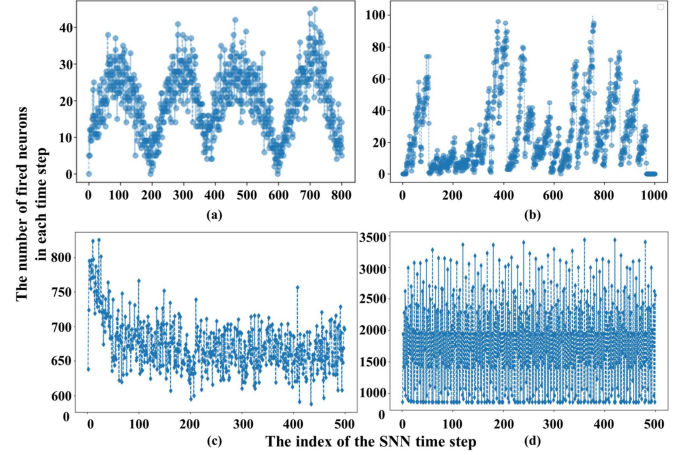 The number of fired neurons
in each time step
40
30
20
10
0
0 100 200 300 400 500 600 700 800
(a)
100
80
60
40
20
0
0 200 400 600 800 1000
(b)
800
750
700
650
600
0
0 100 200 300 400 500
(c)
3500
3000
2500
2000
1500
1000
0
0 100 200 300 400 500
(d)
The index of the SNN time step